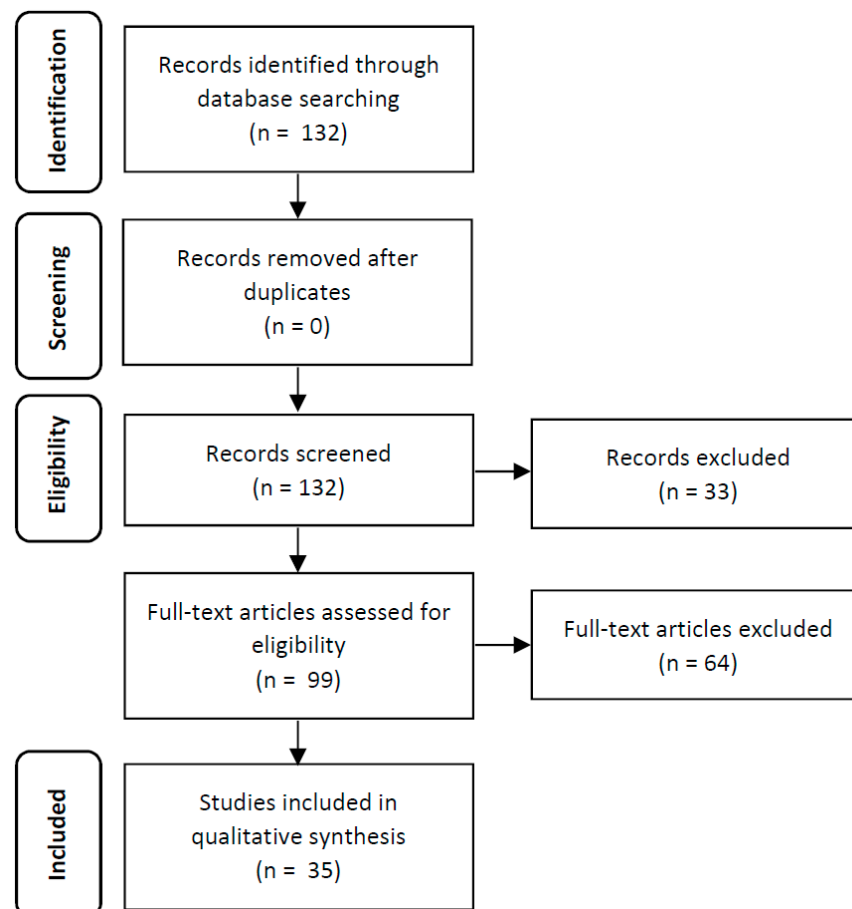 Identification
Records identified through
database searching
(n =  132)
Screening
Records removed after
duplicates
(n = 0)
Eligibility
Records screened
(n = 132)
Records excluded
(n = 33)
Full-text articles assessed for
eligibility
(n =  99)
Full-text articles excluded
(n = 64)
Included
Studies included in
qualitative synthesis
(n =  35)